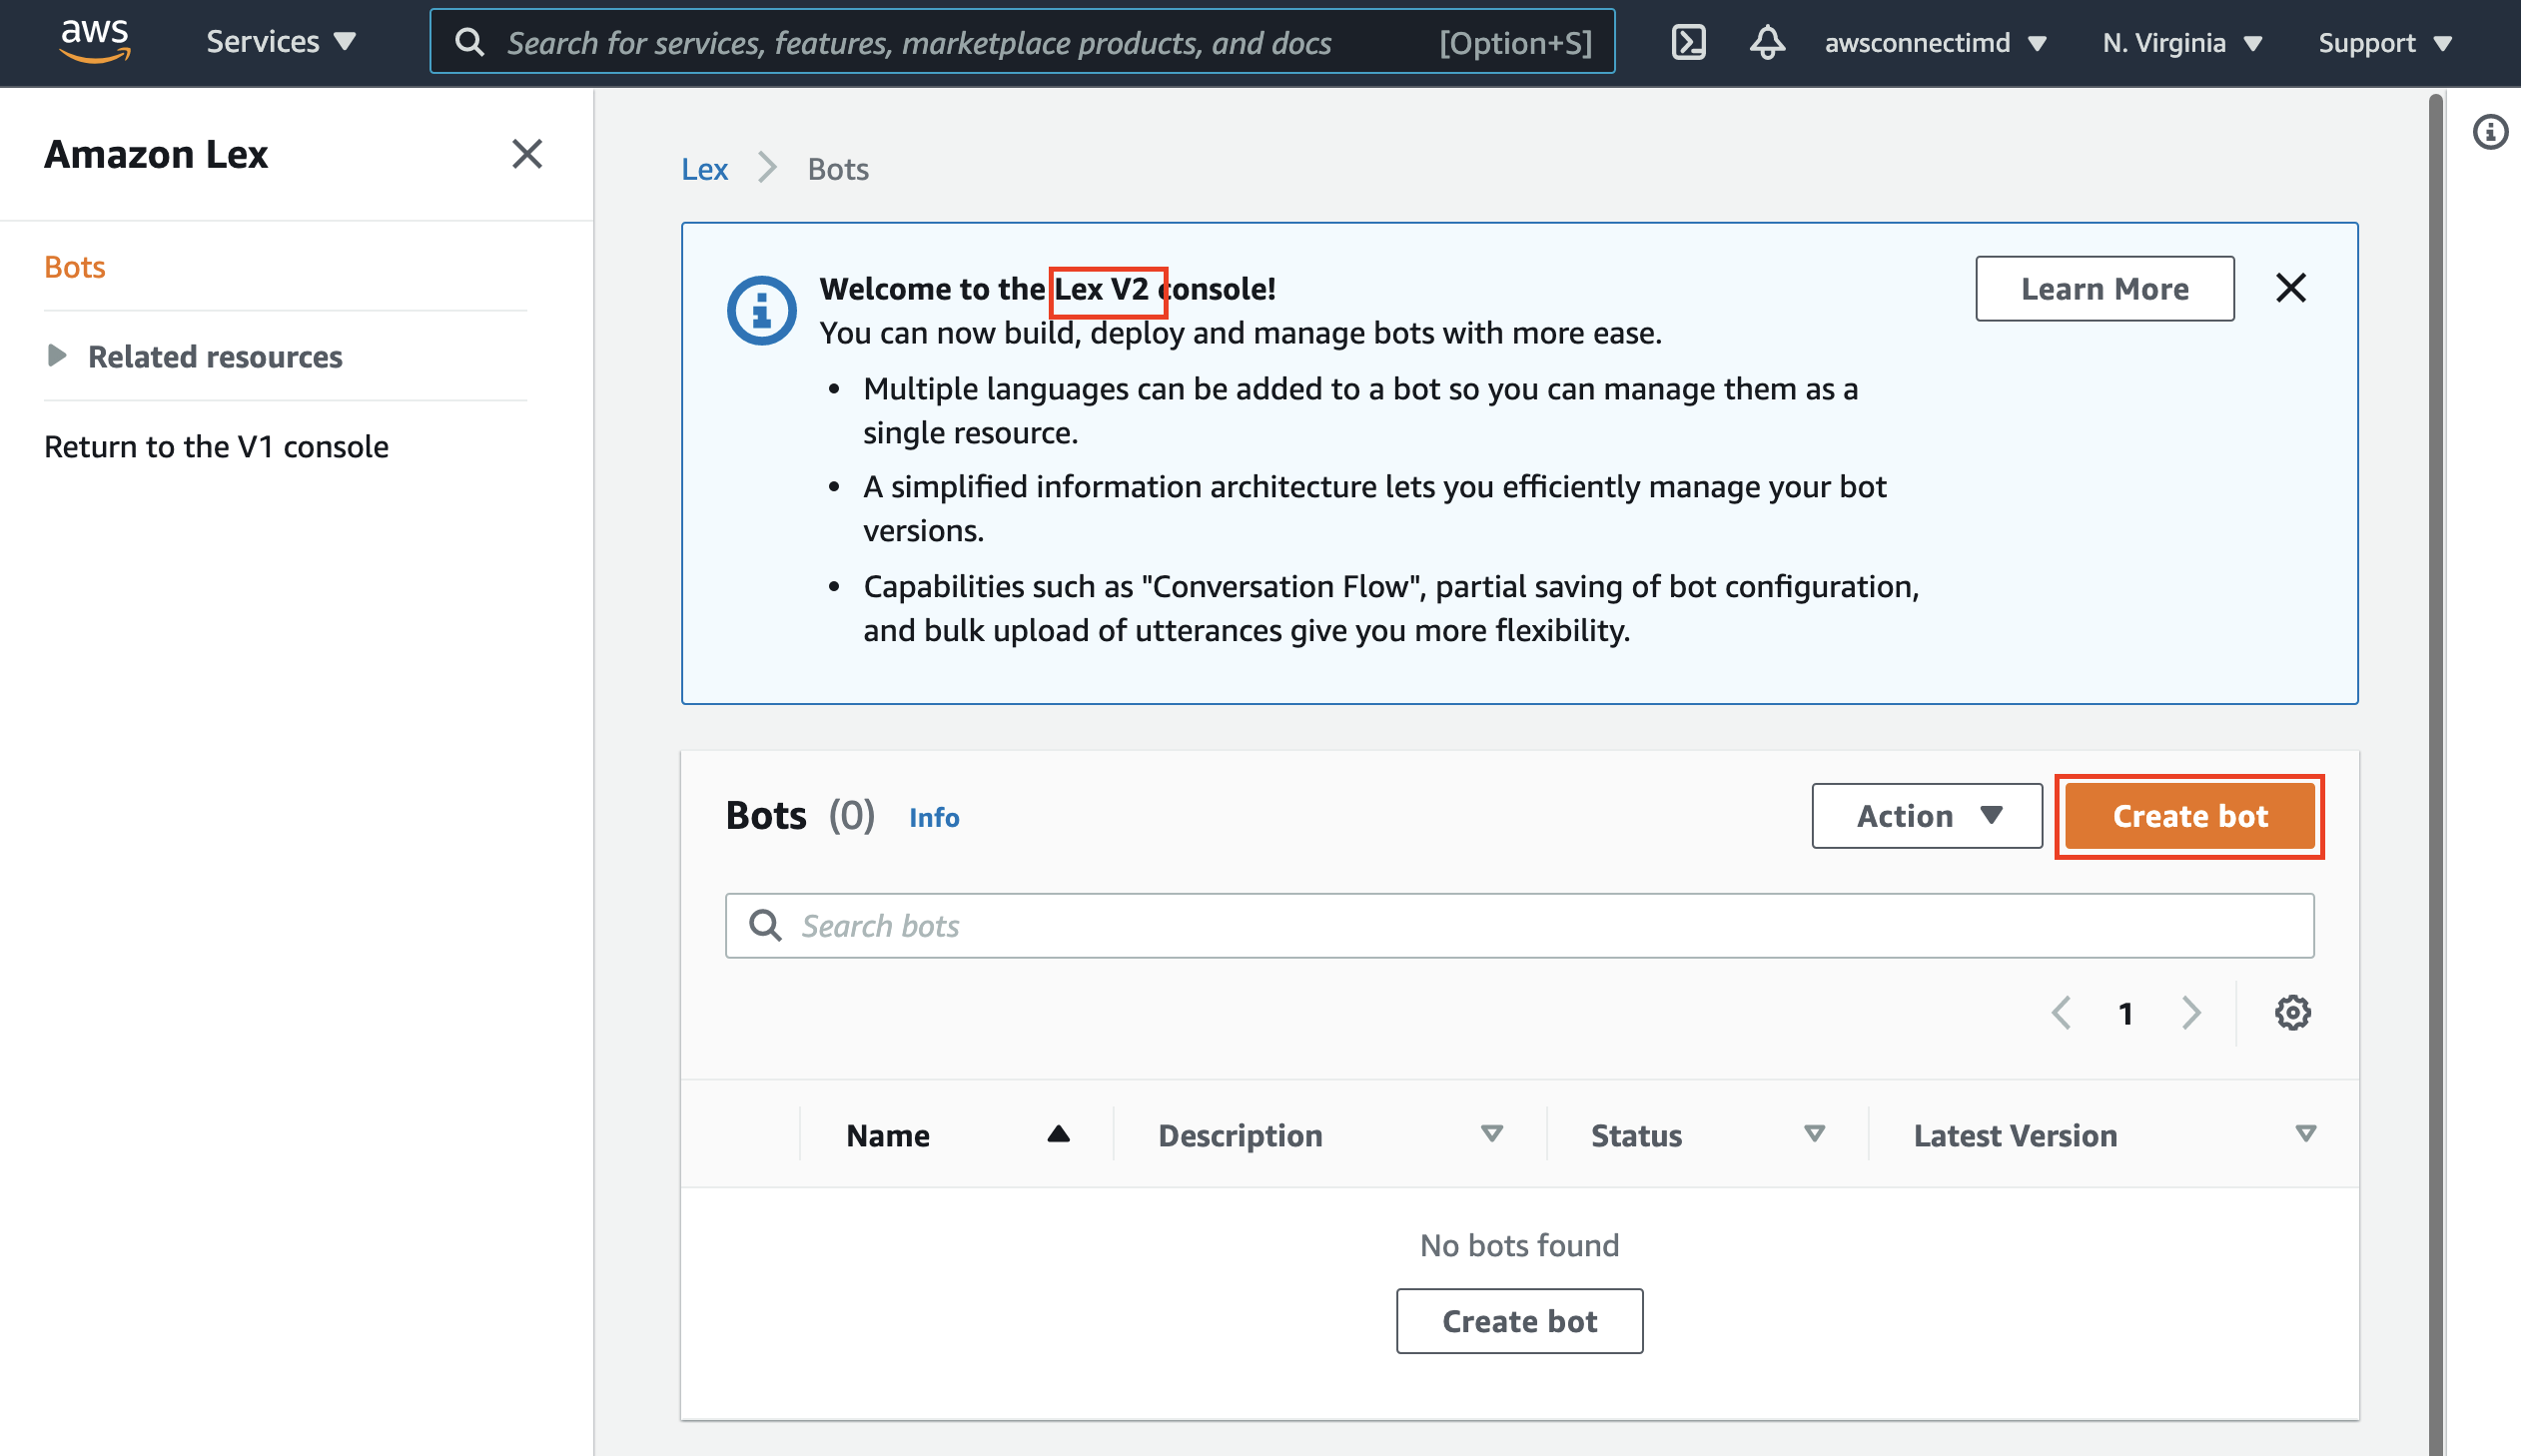 aws Services Search for services, features, marketplace products, and docs [Option+S] awsconnectimd N. Virginia Support
Amazon Lex
Bots
Related resources
Return to the V1 console
Lex Bots
Welcome to the Lex V2 console!
Learn More
You can now build, deploy and manage bots with more ease.
• Multiple languages can be added to a bot so you can manage them as a
single resource.
• A simplified information architecture lets you efficiently manage your bot
versions.
• Capabilities such as "Conversation Flow", partial saving of bot configuration,
and bulk upload of utterances give you more flexibility.
Bots (0) Info Action Create bot
Search bots
1
Name Description Status Latest Version
No bots found
Create bot